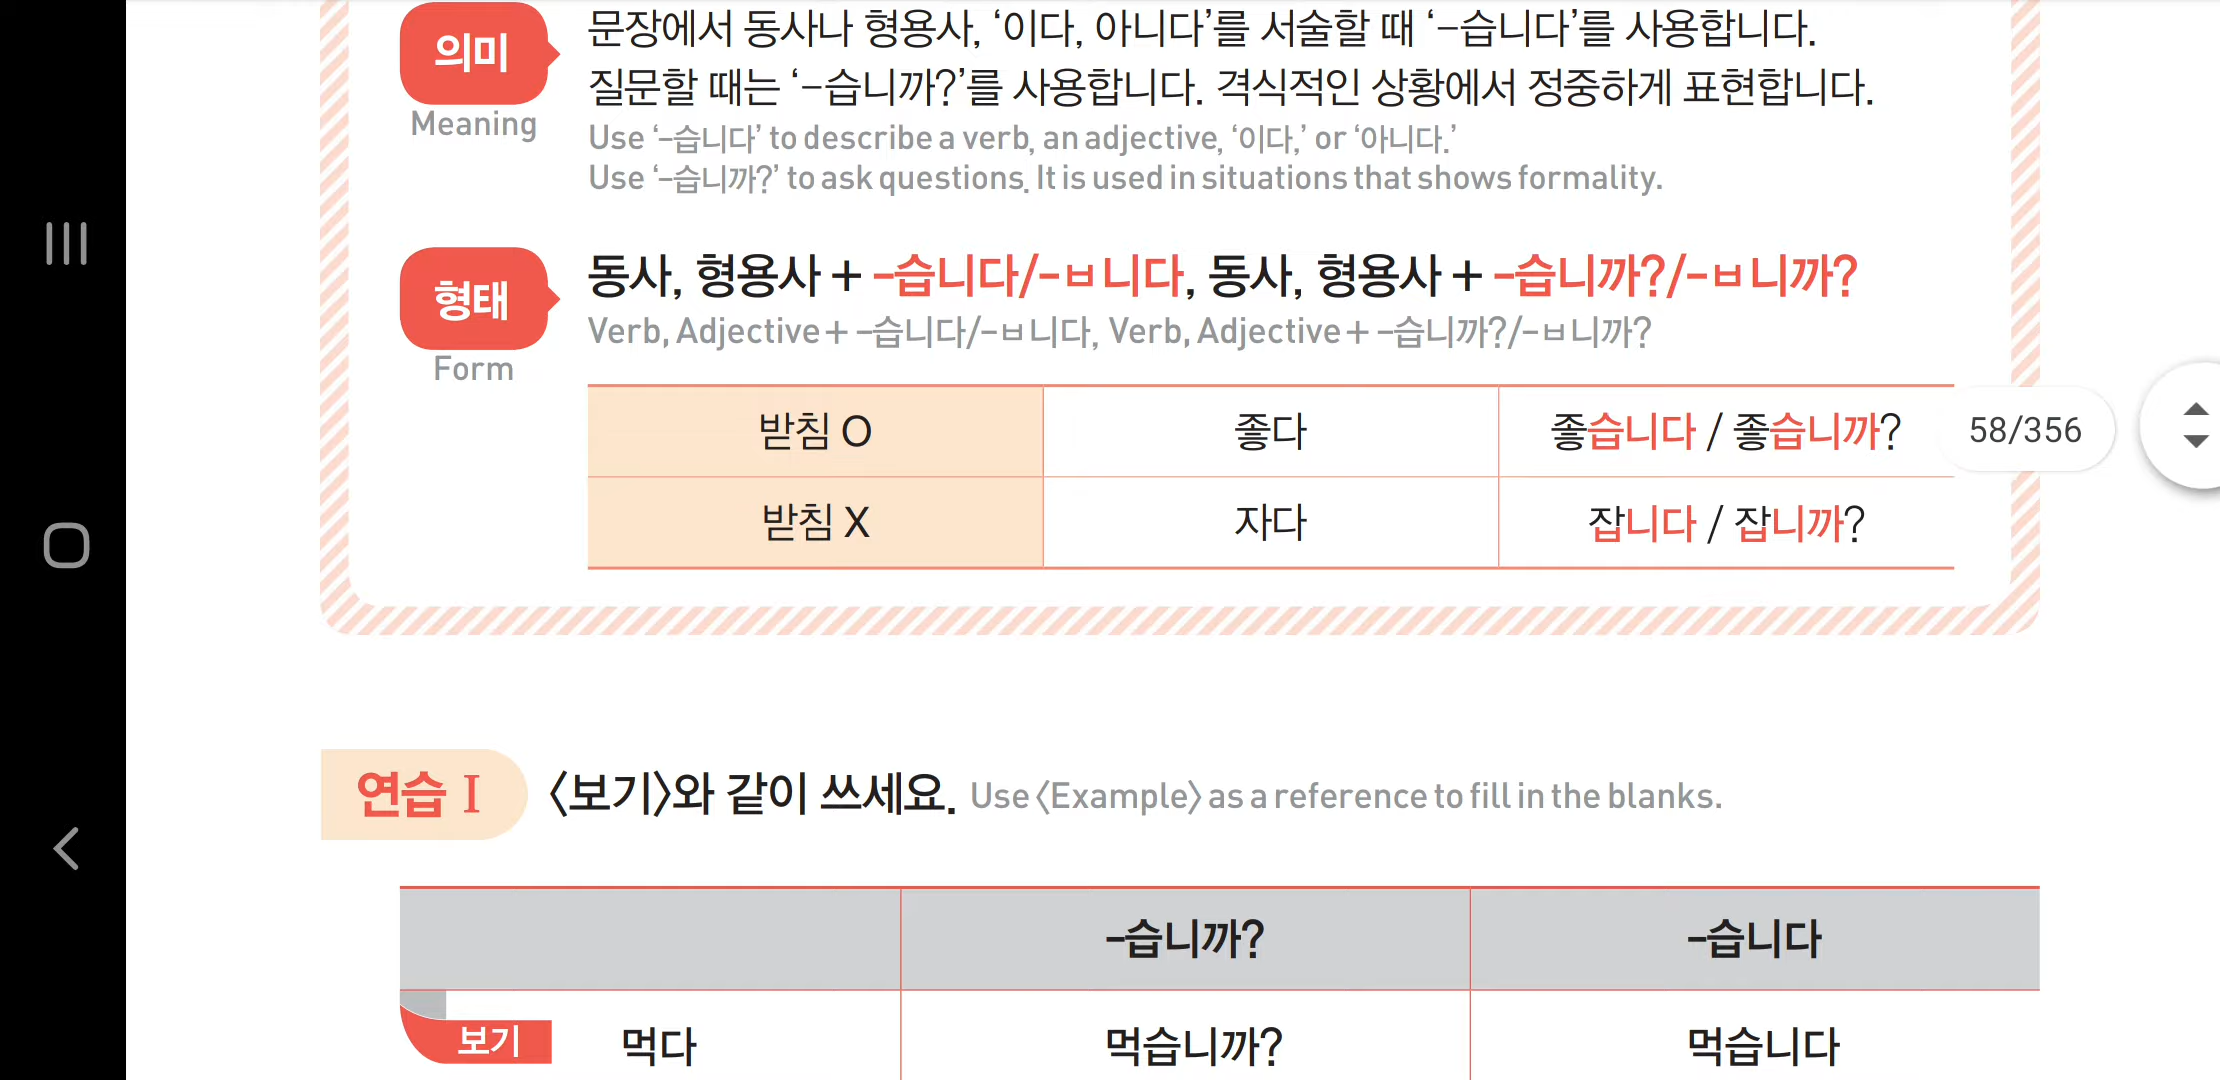 의미
Meaning
문장에서 동사나 형용사, ‘이다, 아니다’를 서술할 때 ‘-습니다’를 사용합니다.
질문할 때는 ‘-습니까?’를 사용합니다. 격식적인 상황에서 정중하게 표현합니다.
Use ‘-습니다’ to describe a verb, an adjective, ‘이다,’ or ‘아니다.’
Use ‘-습니까?’ to ask questions. It is used in situations that shows formality.
형태
Form
동사, 형용사 + -습니다/-ㅂ니다, 동사, 형용사 + -습니까?/-ㅂ니까?
Verb, Adjective + -습니다/-ㅂ니다, Verb, Adjective + -습니까?/-ㅂ니까?
받침 O 좋다 좋습니다 / 좋습니까?
58/356
받침 X 자다 잡니다 / 잡니까?
연습 I 〈보기〉와 같이 쓰세요. Use 〈Example〉 as a reference to fill in the blanks.
-습니까? -습니다
보기 먹다 먹습니까? 먹습니다